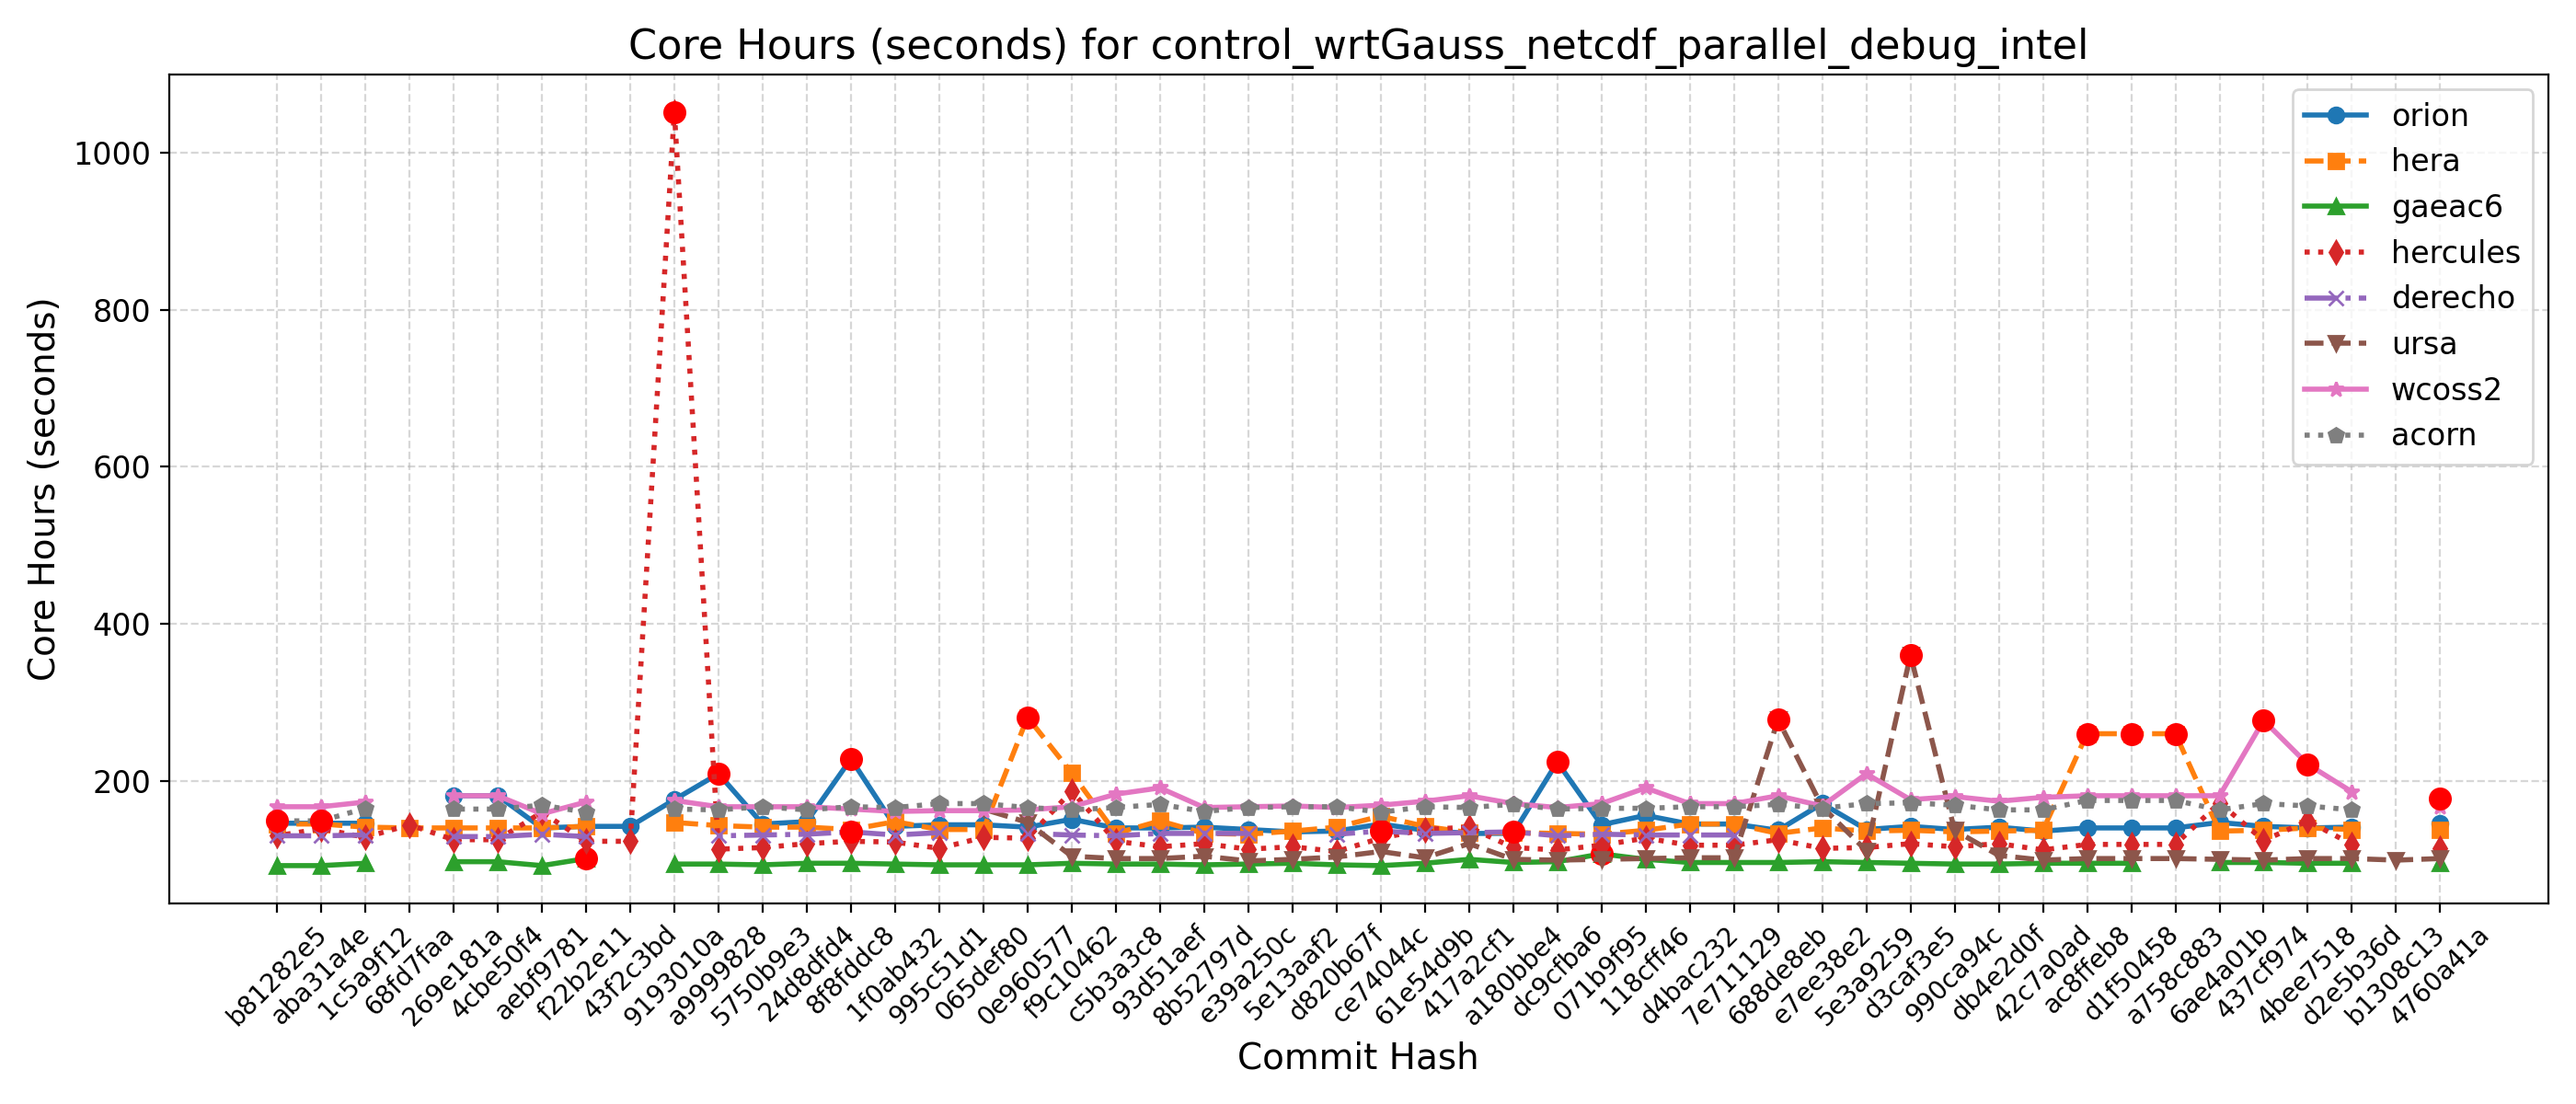 Core Hours (seconds) for control_wrtGauss_netcdf_parallel_debug_intel
Core Hours (seconds)
1000
800
600
400
200
orion
hera
gaeac6
hercules
derecho
ursa
wcoss2
acorn
b81282e5
aba31a4e
1c5a9f12
68fd7faa
269e181a
4cbe50f4
aebf9781
f22b2e11
43f2c3bd
9193010a
a9999828
5750b9e3
24d8dfd4
8f8fddc8
1f0ab432
995c51d1
065def80
0e960577
f9c10462
c5b3a3c8
93d51aef
8b52797d
e39a250c
5e13aaf2
d820b67f
ce74044c
61e54d9b
417a2cf1
a180bbe4
dc9cfba6
071b9f95
118cff46
d4bac232
7e711129
688de8eb
e7ee38e2
5e3a9259
d3caf3e5
990ca94c
db4e2d0f
42c7a0ad
ac8ffeb8
d1f50458
a758c883
6ae4a01b
437cf974
4bee7518
d2e5b36d
b1308c13
4760a41a
Commit Hash